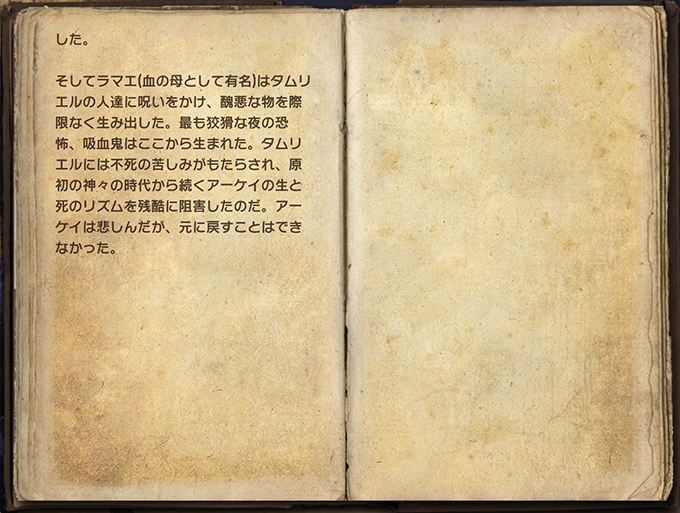 した。
そしてラマエ(血の母として有名)はタムリ
エルの人達に呪いをかけ、醜悪な物を際
限なく生み出した。最も狡猾な夜の恐
怖、吸血鬼はここから生まれた。タムリ
エルには不死の苦しみがもたらされ、原
初の神々の時代から続くアーケイの生と
死のリズムを残酷に阻害したのだ。アー
ケイは悲しんだが、元に戻すことはでき
なかった。